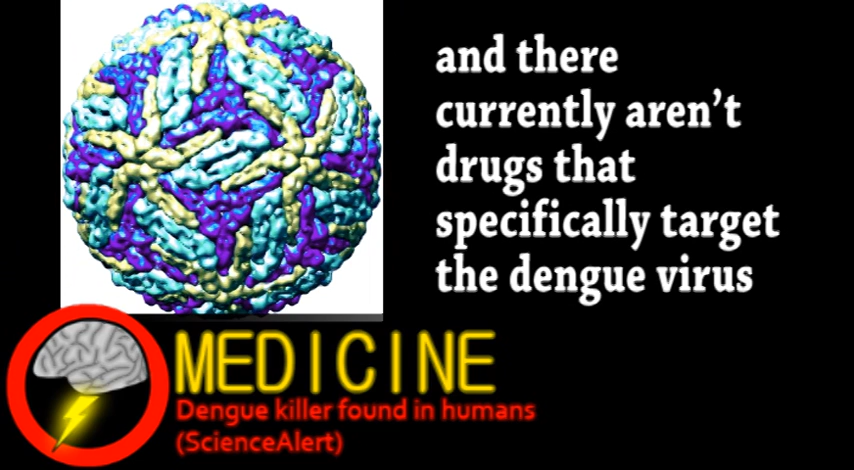 and there
currently aren't
drugs that
specifically target
the dengue virus
MEDICINE
Dengue killer found in humans
(ScienceAlert)